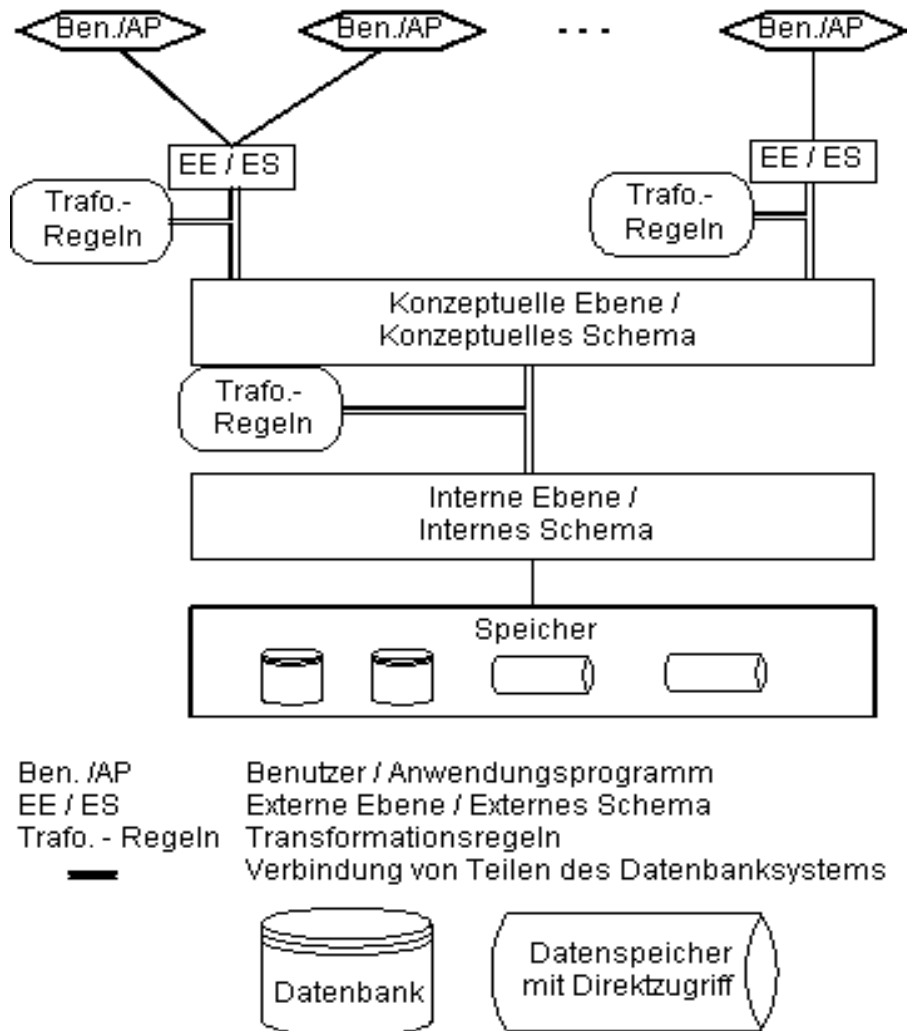 Ben./AP Ben./AP - - - Ben./AP
EE / ES EE / ES
Trafo.-
Regeln
Trafo.-
Regeln
Konzeptuelle Ebene /
Konzeptuelles Schema
Trafo.-
Regeln
Interne Ebene /
Internes Schema
Speicher
Ben. /AP Benutzer / Anwendungsprogramm
EE / ES Externe Ebene / Externes Schema
Trafo. - Regeln Transformationsregeln
Verbindung von Teilen des Datenbanksystems
Datenbank
Datenspeicher
mit Direktzugriff